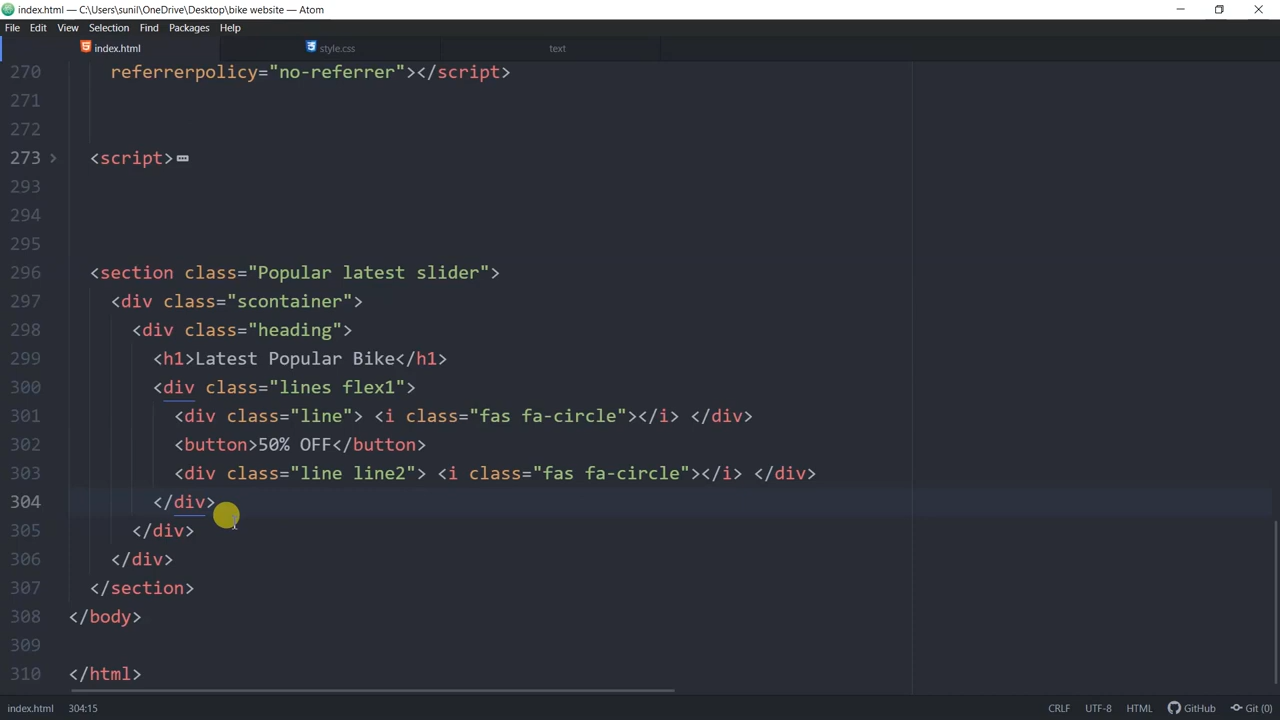 index.html — C:\Users\sunil\OneDrive\Desktop\bike website — Atom
File Edit View Selection Find Packages Help
index.html style.css text
270 referrerpolicy="no-referrer"></script>
271
272
273 <script>
293
294
295
296 <section class="Popular latest slider">
297 <div class="scontainer">
298 <div class="heading">
299 <h1>Latest Popular Bike</h1>
300 <div class="lines flex1">
301 <div class="line"> <i class="fas fa-circle"></i> </div>
302 <button>50% OFF</button>
303 <div class="line line2"> <i class="fas fa-circle"></i> </div>
304 </div>
305 </div>
306 </div>
307 </section>
308 </body>
309
310 </html>
index.html 304:15 CRLF UTF-8 HTML GitHub Git (0)